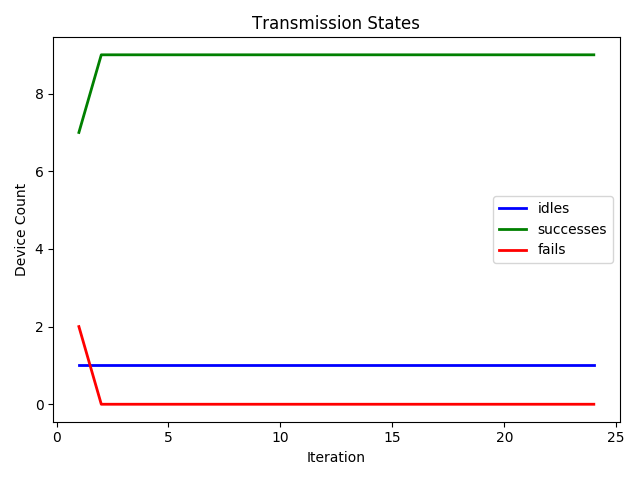 Transmission States
Device Count
8
6
4
2
0
idles
successes
fails
0 5 10 15 20 25
Iteration